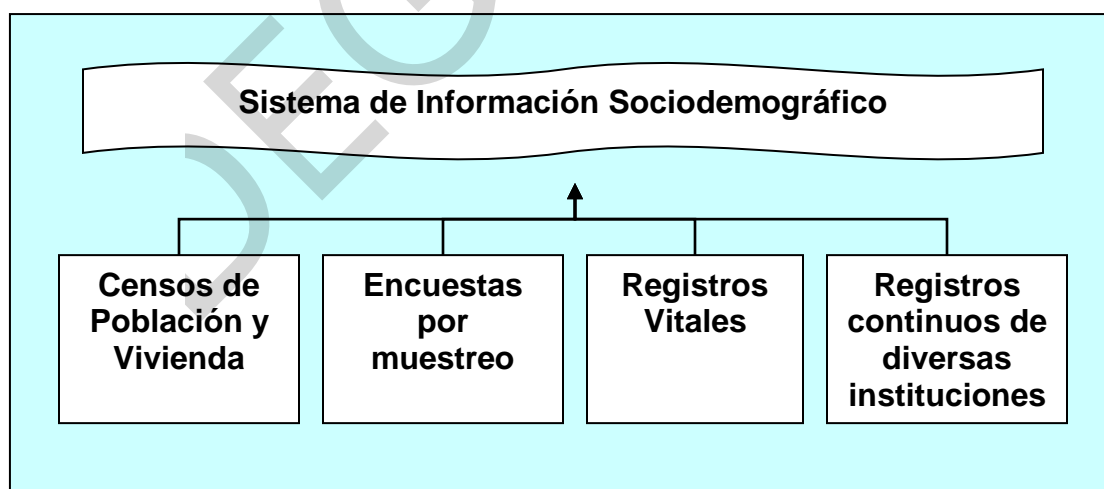 Sistema de Información Sociodemográfico
Censos de
Población y
Vivienda
Encuestas
por
muestreo
Registros
Vitales
Registros
continuos de
diversas
instituciones